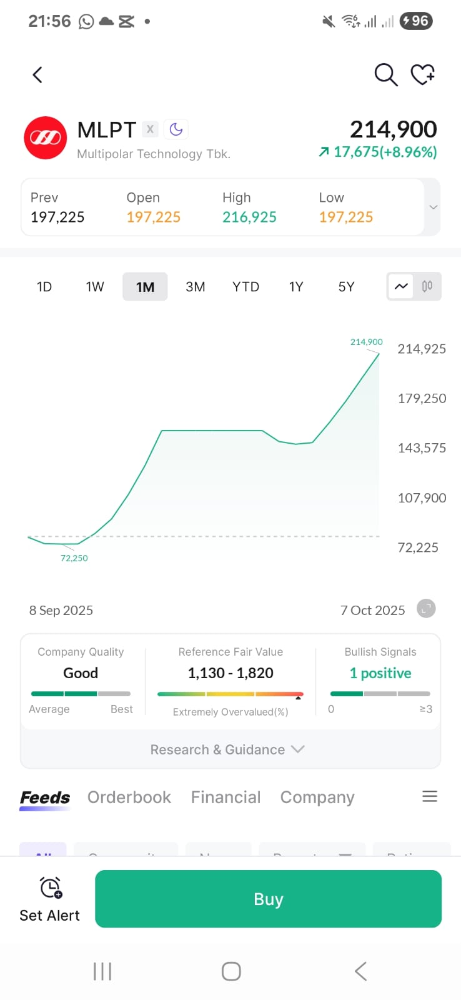 21:56
96
MLPT X
Multipolar Technology Tbk.
214,900
17,675(+8.96%)
Prev Open High Low
197,225 197,225 216,925 197,225
1D 1W 1M 3M YTD 1Y 5Y
214,900
214,925
179,250
143,575
107,900
72,225
72,250
8 Sep 2025 7 Oct 2025
Company Quality
Good
Average Best
Reference Fair Value
1,130 - 1,820
Extremely Overvalued(%)
Bullish Signals
1 positive
0 ≥3
Research & Guidance
Feeds Orderbook Financial Company
Set Alert
Buy